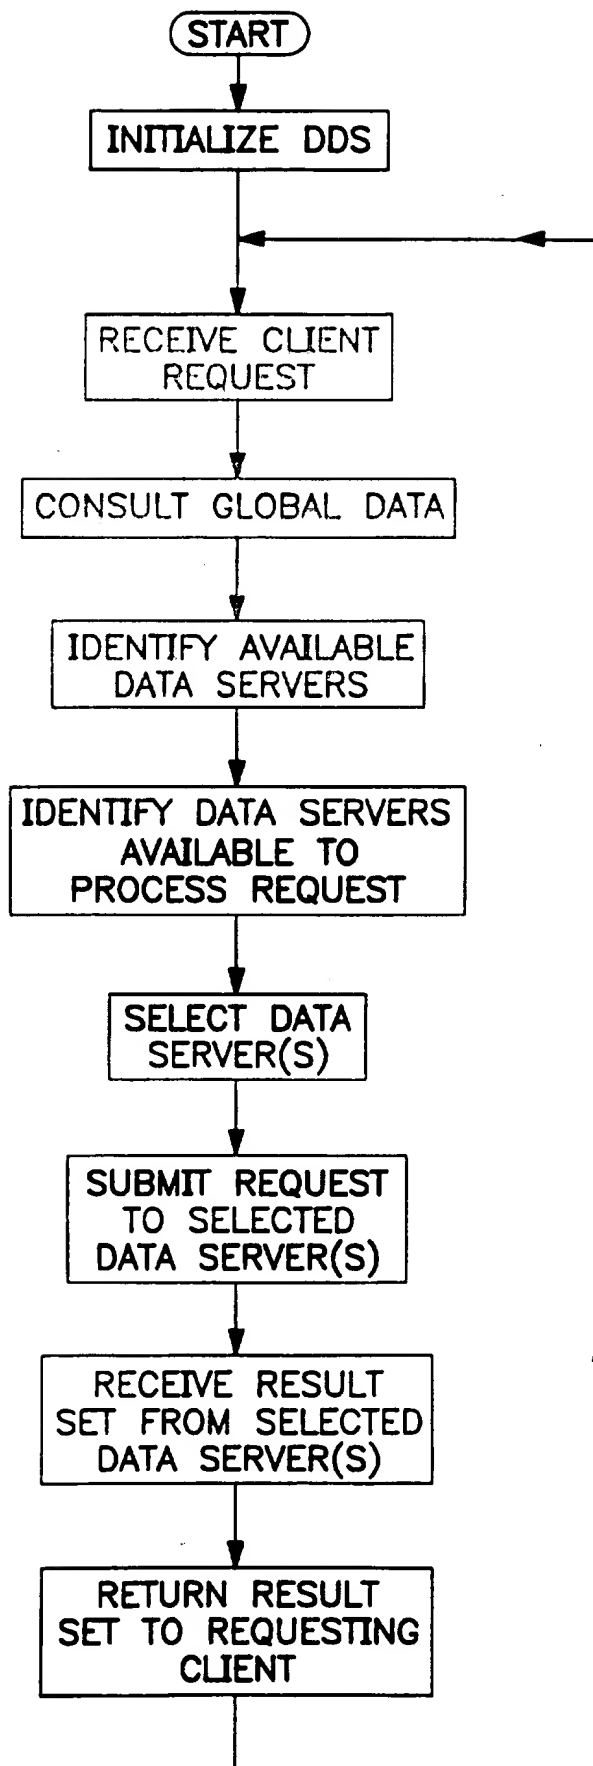 START
INITIALIZE DDS
RECEIVE CLIENT
REQUEST
CONSULT GLOBAL DATA
IDENTIFY AVAILABLE
DATA SERVERS
IDENTIFY DATA SERVERS
AVAILABLE TO
PROCESS REQUEST
SELECT DATA
SERVER(S)
SUBMIT REQUEST
TO SELECTED
DATA SERVER(S)
RECEIVE RESULT
SET FROM SELECTED
DATA SERVER(S)
RETURN RESULT
SET TO REQUESTING
CLIENT